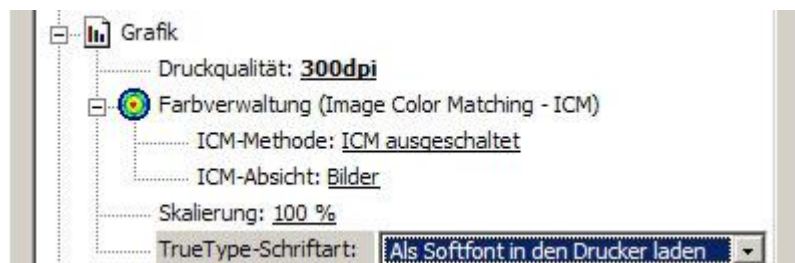 Grafik
Druckqualität: 300dpi
Farbverwaltung (Image Color Matching - ICM)
ICM-Methode: ICM ausgeschaltet
ICM-Absicht: Bilder
Skalierung: 100 %
TrueType-Schriftart: Als Softfont in den Drucker laden